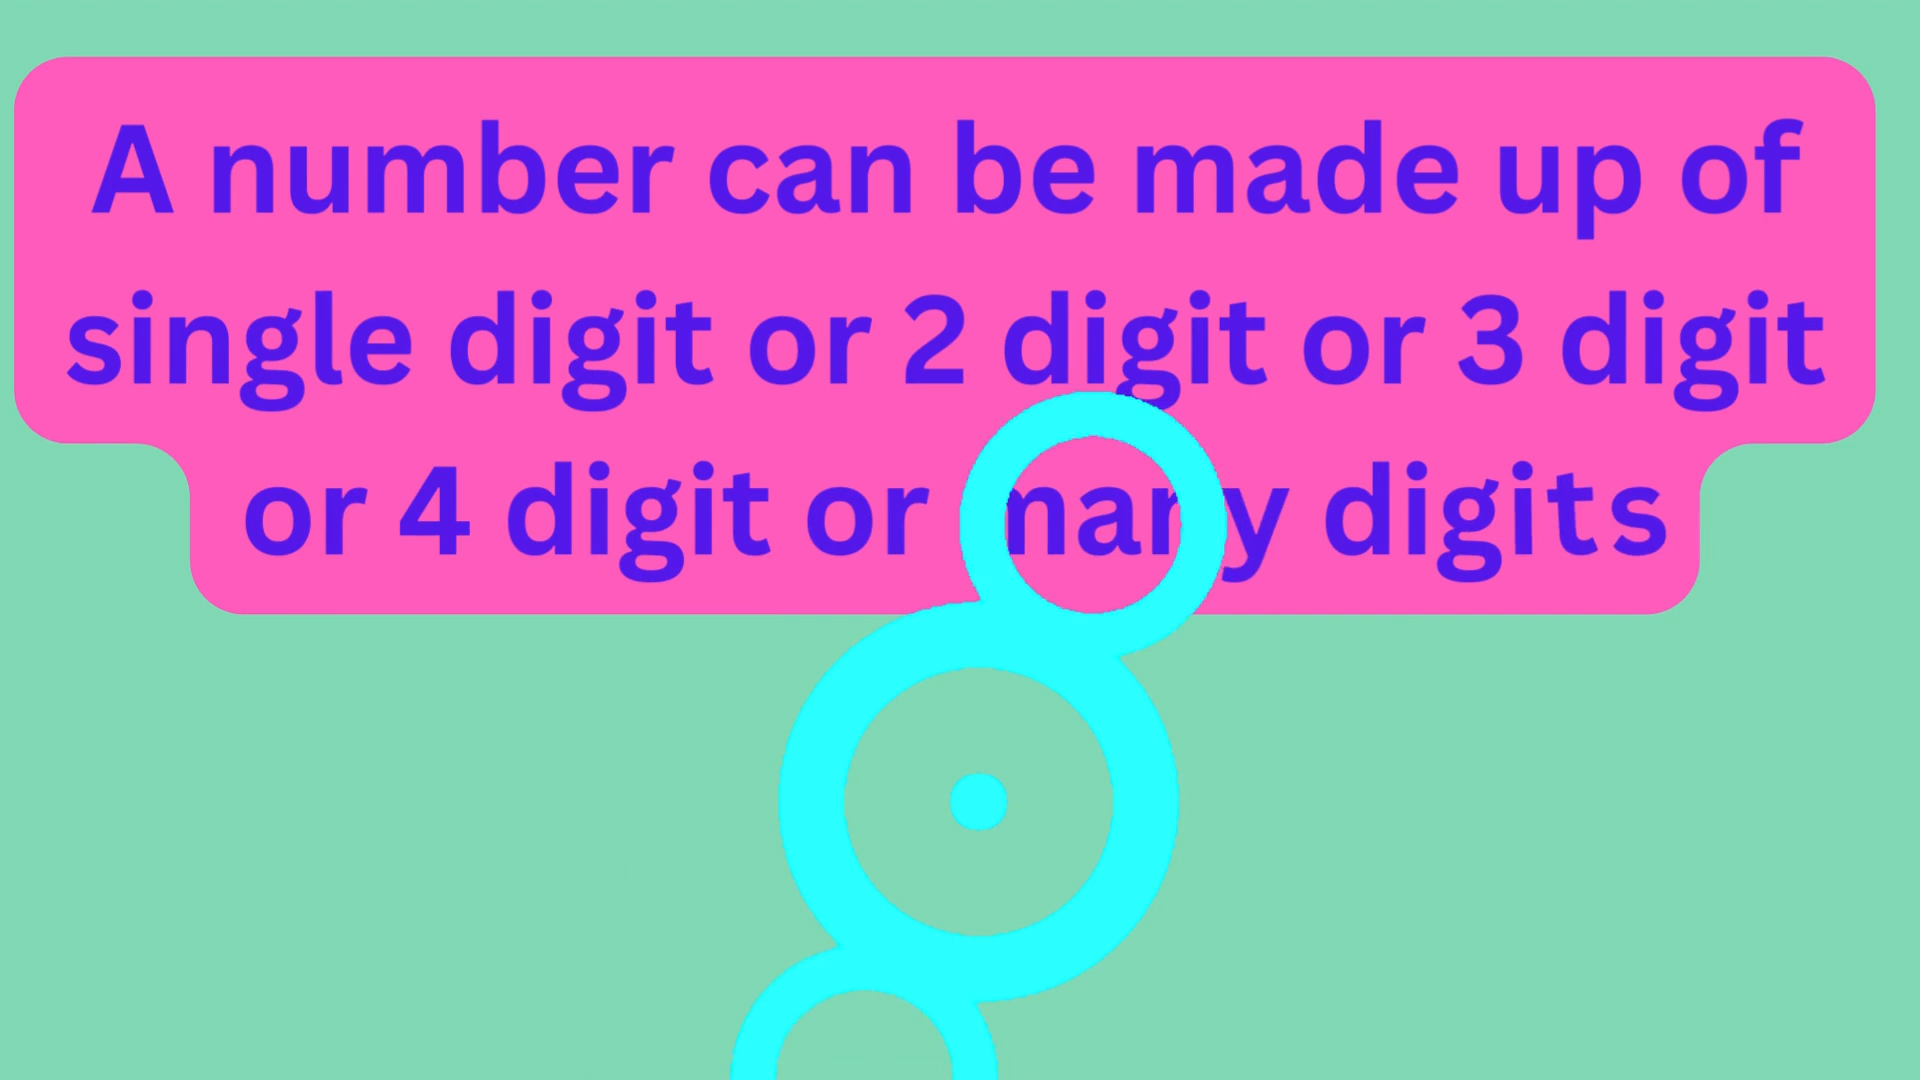 A number can be made up of
single digit or 2 digit or 3 digit
or 4 digit or many digits